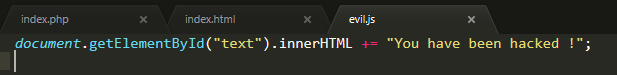 index.php index.html evil.js
document.getElementById("text").innerHTML += "You have been hacked !";